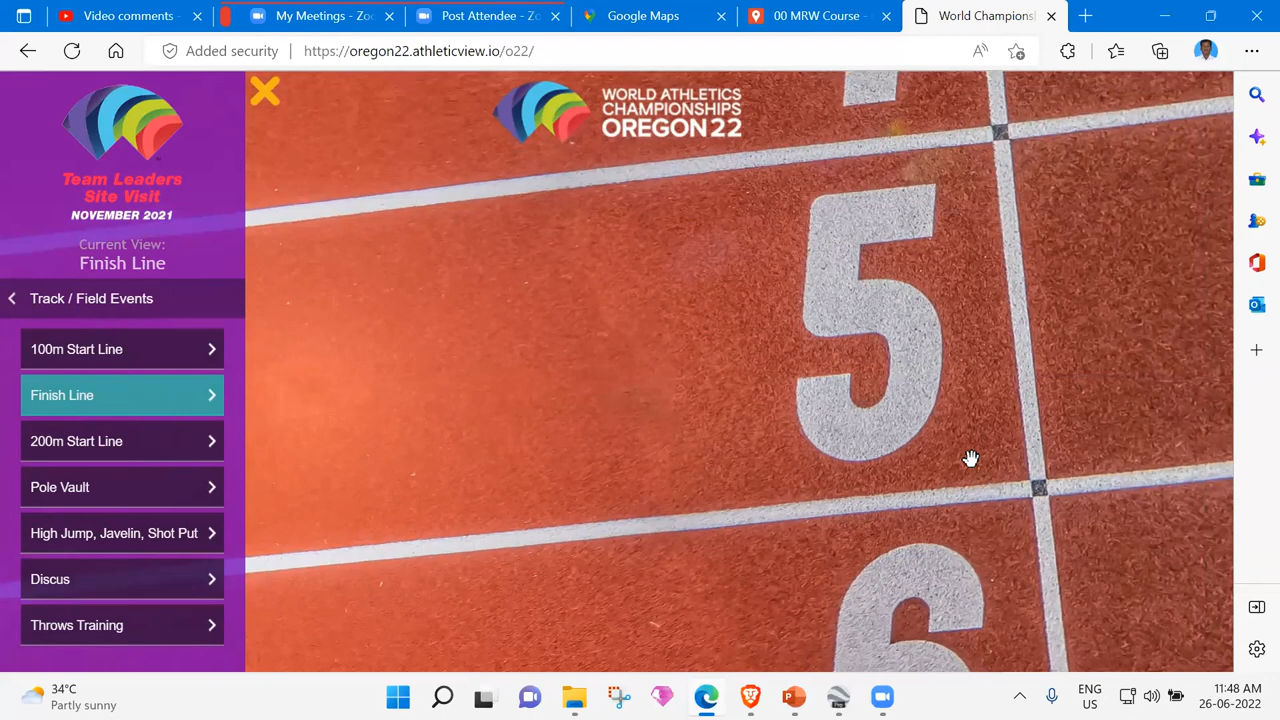 Video comments -
My Meetings - Zoo
Post Attendee - Zo
Google Maps
00 MRW Course -
World Champions
Added security
https://oregon22.athleticview.io/o22/
WORLD ATHLETICS
CHAMPIONSHIPS
OREGON22
Team Leaders
Site Visit
NOVEMBER 2021
Current View:
Finish Line
Track / Field Events
100m Start Line
Finish Line
200m Start Line
Pole Vault
High Jump, Javelin, Shot Put
Discus
Throws Training
5
6
34°C
Partly sunny
ENG
US
11:48 AM
26-06-2022